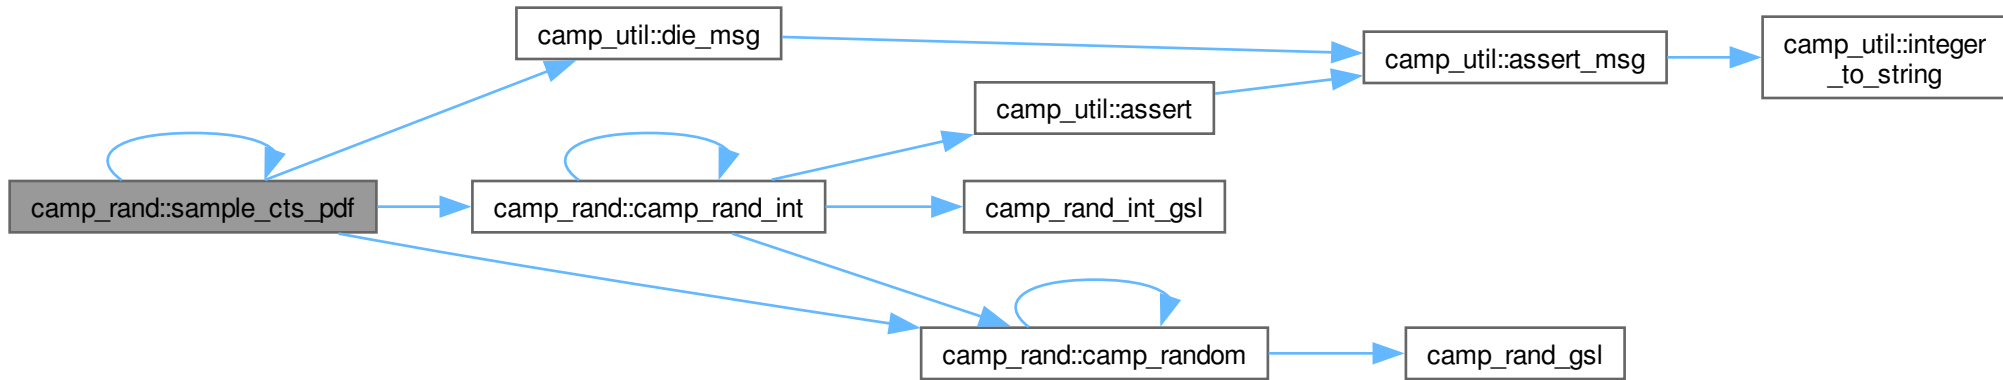 camp_util::die_msg
camp_util::integer
_to_string
camp_util::assert_msg
camp_util::assert
camp_rand::sample_cts_pdf
camp_rand::camp_rand_int
camp_rand_int_gsl
camp_rand::camp_random
camp_rand_gsl